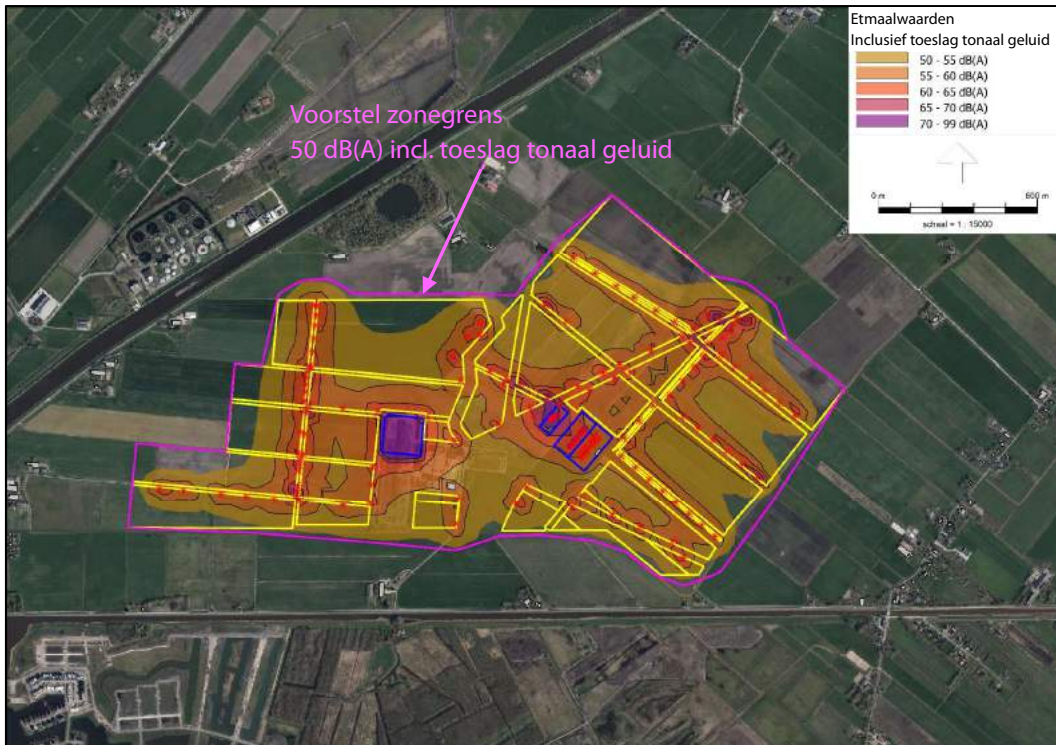 Etmaalwaarden
Inclusief toeslag tonaal geluid
50 - 55 dB(A)
55 - 60 dB(A)
60 - 65 dB(A)
65 - 70 dB(A)
70 - 99 dB(A)
0 m
600 m
schaal = 1 : 15000
Voorstel zonegrens
50 dB(A) incl. toeslag tonaal geluid